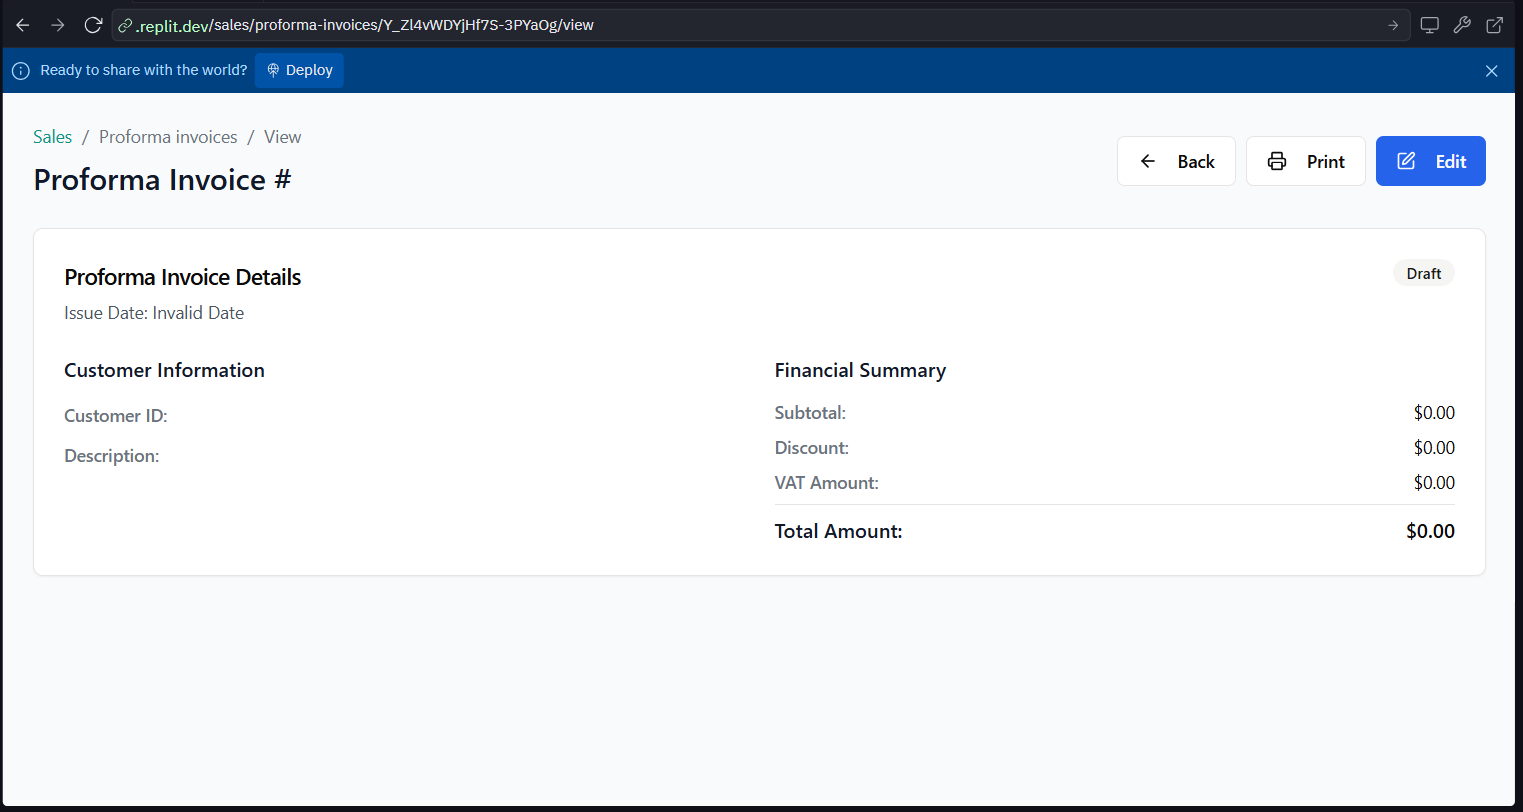 .replit.dev/sales/proforma-invoices/Y_Zl4vWDYjHf7S-3PYaOg/view
Ready to share with the world? Deploy
Sales / Proforma invoices / View
Back Print Edit
Proforma Invoice #
Proforma Invoice Details
Draft
Issue Date: Invalid Date
Customer Information
Customer ID:
Description:
Financial Summary
Subtotal: $0.00
Discount: $0.00
VAT Amount: $0.00
Total Amount: $0.00